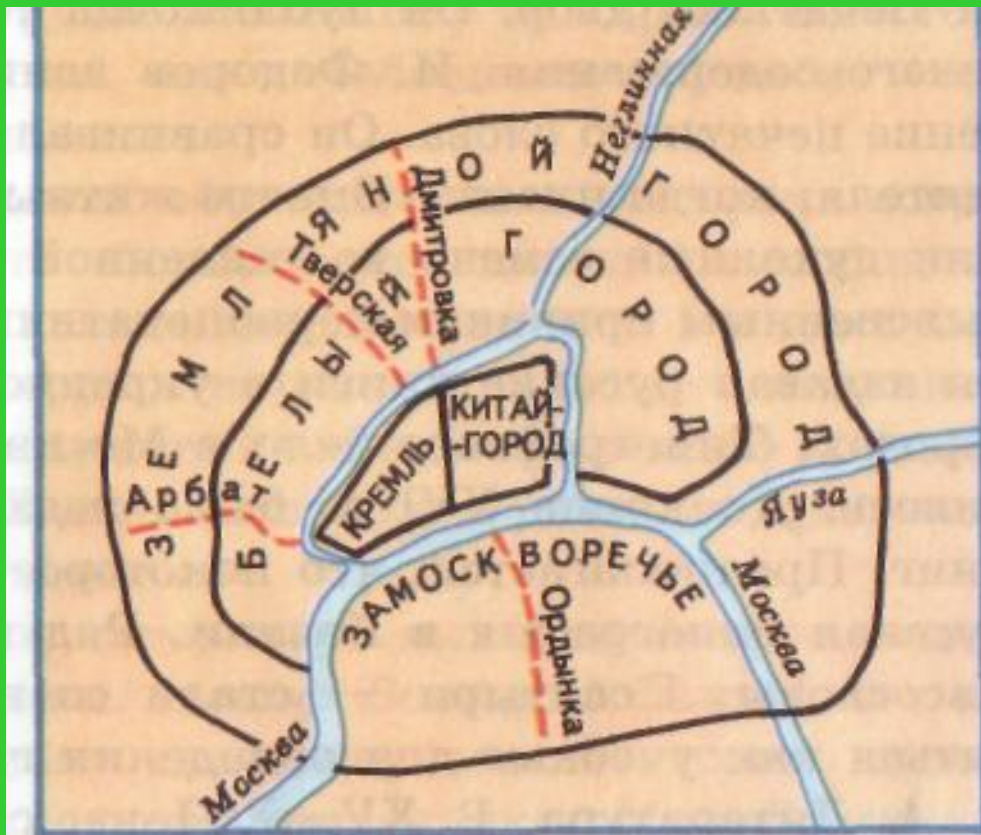 Неглинная
ЗЕМЛЯНОЙ ГОРОД
БЕЛЫЙ ГОРОД
Дмитровка
Тверская
КИТАЙ-
-ГОРОД
КРЕМЛЬ
Арбат
Яуза
ЗАМОСКВОРЕЧЬЕ
Ордынка
Москва
Москва